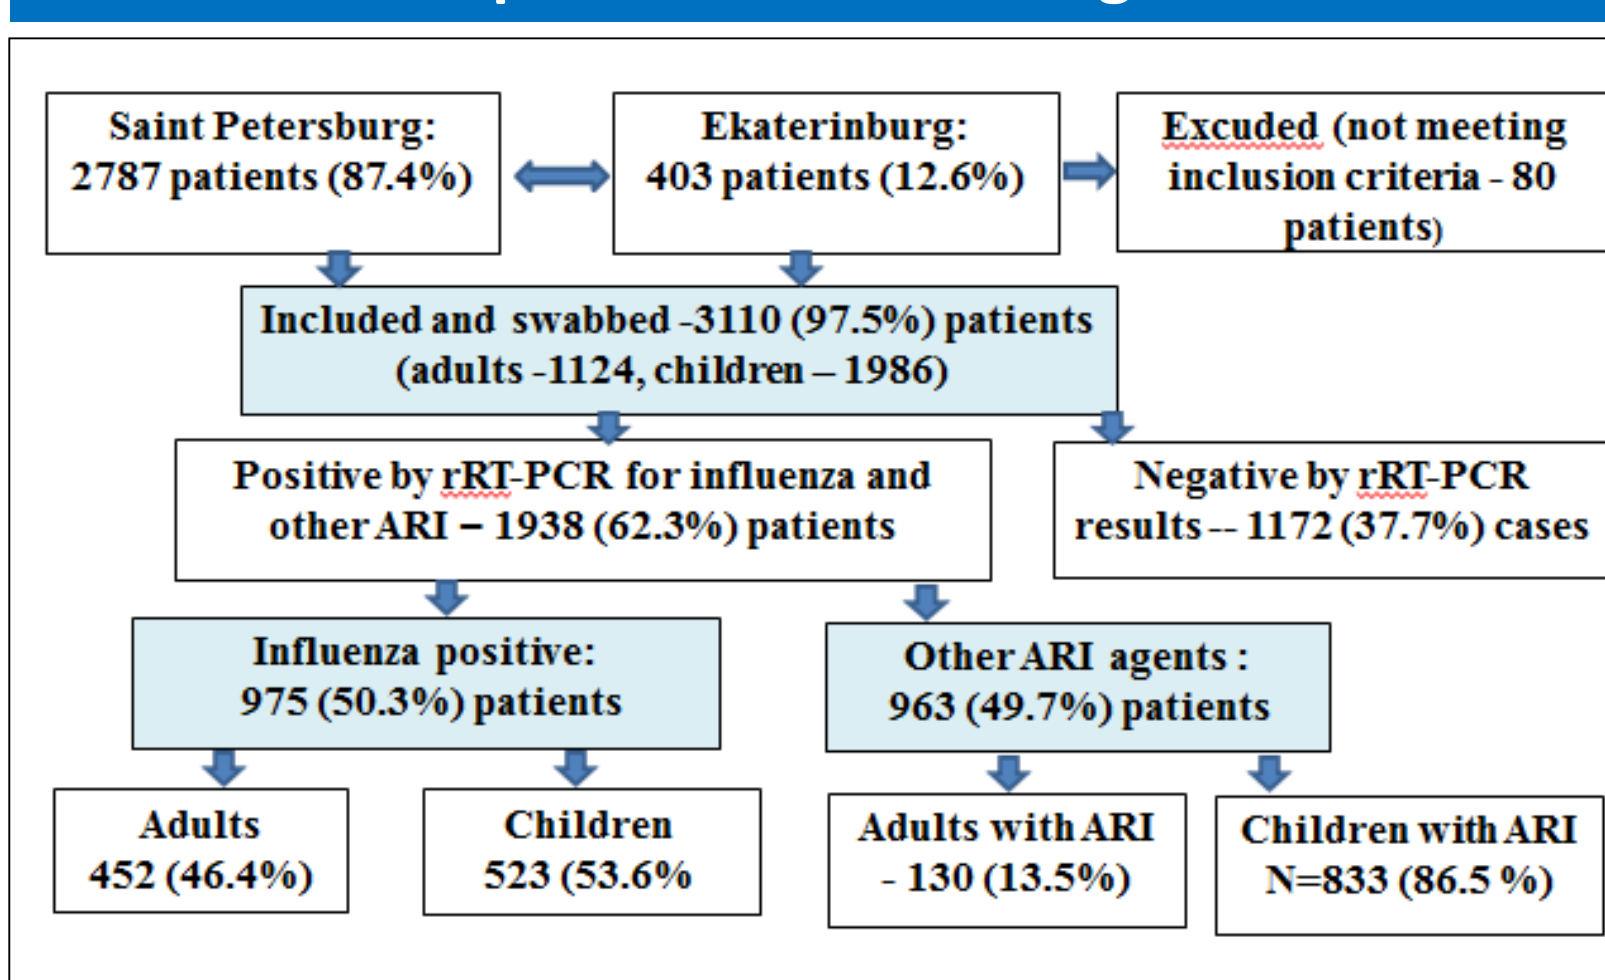 Saint Petersburg:
2787 patients (87.4%)
Ekaterinburg:
403 patients (12.6%)
Excuded (not meeting
inclusion criteria - 80
patients)
Included and swabbed -3110 (97.5%) patients
(adults -1124, children – 1986)
Positive by rRT-PCR for influenza and
other ARI – 1938 (62.3%) patients
Negative by rRT-PCR
results -- 1172 (37.7%) cases
Influenza positive:
975 (50.3%) patients
Other ARI agents :
963 (49.7%) patients
Adults
452 (46.4%)
Children
523 (53.6%
Adults with ARI
- 130 (13.5%)
Children with ARI
N=833 (86.5 %)